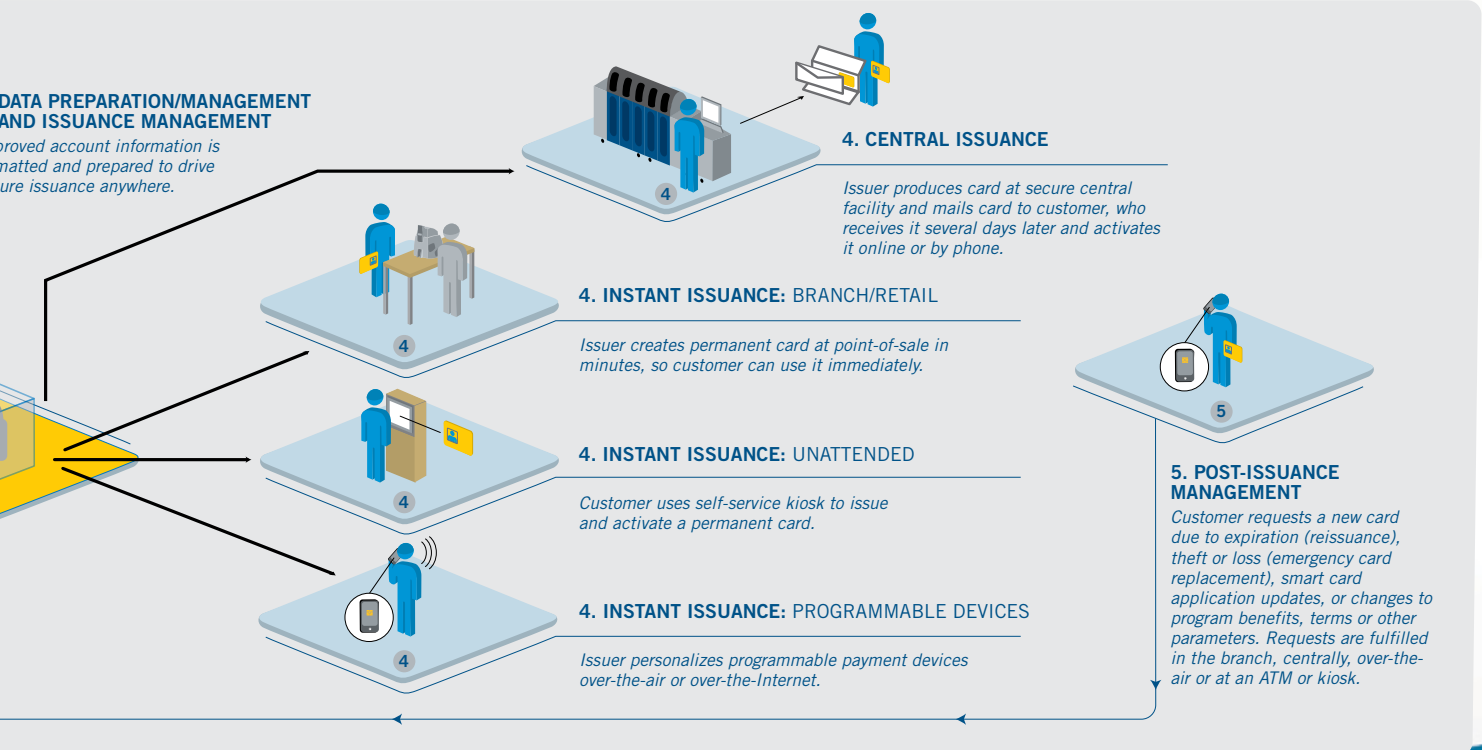 DATA PREPARATION/MANAGEMENT
AND ISSUANCE MANAGEMENT
account information is
and prepared to drive
issuance anywhere.
4
4. CENTRAL ISSUANCE
Issuer produces card at secure central
facility and mails card to customer, who
receives it several days later and activates
it online or by phone.
4
4. INSTANT ISSUANCE: BRANCH/RETAIL
Issuer creates permanent card at point-of-sale in
minutes, so customer can use it immediately.
4
4. INSTANT ISSUANCE: UNATTENDED
Customer uses self-service kiosk to issue
and activate a permanent card.
4
4. INSTANT ISSUANCE: PROGRAMMABLE DEVICES
Issuer personalizes programmable payment devices
over-the-air or over-the-Internet.
5
5. POST-ISSUANCE
MANAGEMENT
Customer requests a new card
due to expiration (reissuance),
theft or loss (emergency card
replacement), smart card
application updates, or changes to
program benefits, terms or other
parameters. Requests are fulfilled
in the branch, centrally, over-the-
air or at an ATM or kiosk.